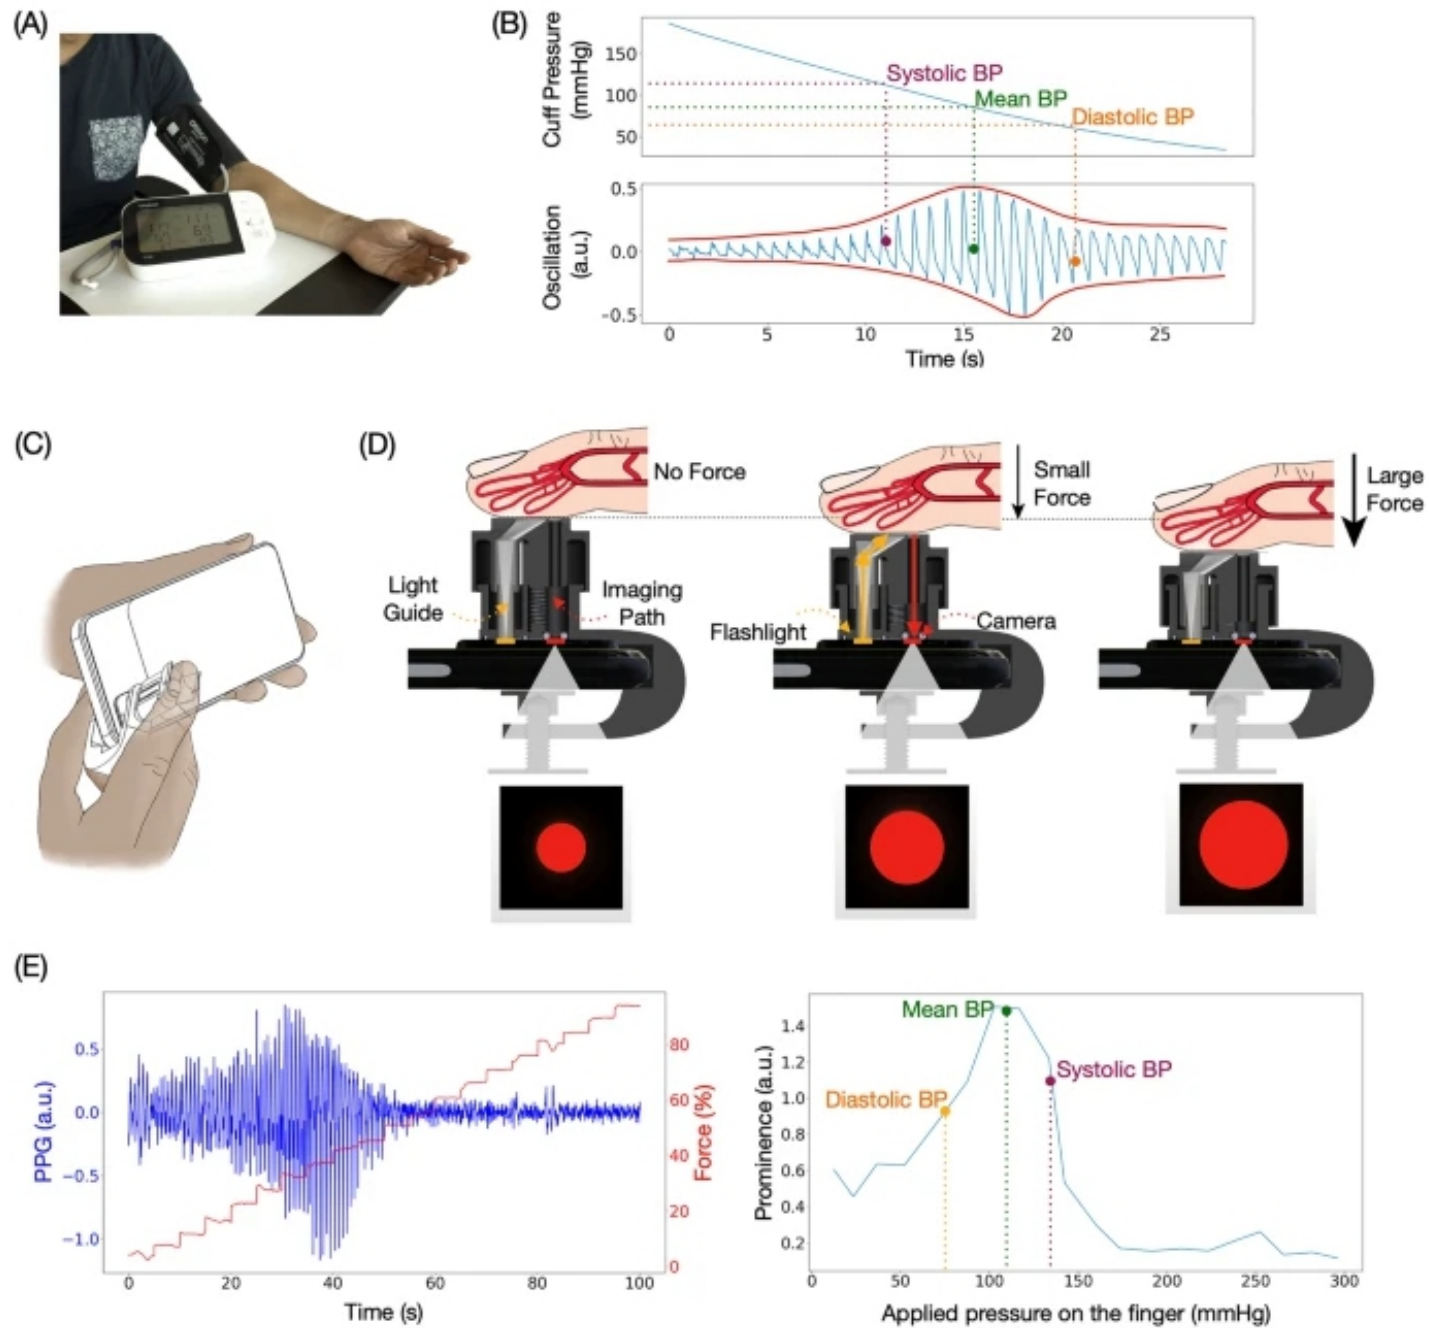 (A)
(B)
Cuff Pressure
(mmHg)
150
100
50
Systolic BP
Mean BP
Diastolic BP
Oscillation
(a.u.)
0.5
0.0
−0.5
0 5 10 15 20 25
Time (s)
(C)
(D)
No Force
Small
Force
Large
Force
Light
Guide
Imaging
Path
Flashlight
Camera
(E)
PPG (a.u.)
0.5
0.0
−0.5
−1.0
80
60
40
20
0
Force (%)
0 20 40 60 80 100
Time (s)
Prominence (a.u.)
1.4
1.2
1.0
0.8
0.6
0.4
0.2
Mean BP
Systolic BP
Diastolic BP
0 50 100 150 200 250 300
Applied pressure on the finger (mmHg)